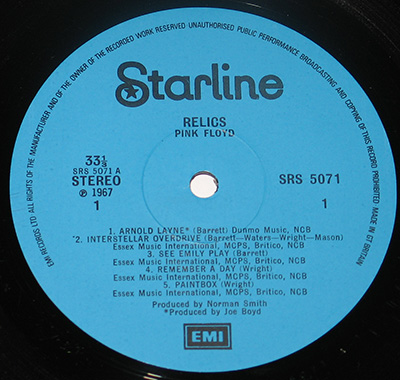 EMI RECORDS LTD ALL RIGHTS OF THE MANUFACTURER AND OF THE OWNER OF THE RECORDED WORK RESERVED UNAUTHORISED PUBLIC PERFORMANCE BROADCASTING AND COPYING OF THIS RECORD PROHIBITED MADE IN GT BRITAIN
Starline
RELICS
PINK FLOYD
33⅓
SRS 5071 A
STEREO
℗ 1967
1
SRS 5071
1
1. ARNOLD LAYNE* (Barrett) Dunmo Music, NCB
*2. INTERSTELLAR OVERDRIVE (Barrett—Waters—Wright—Mason)
Essex Music International, MCPS, Britico, NCB
3. SEE EMILY PLAY (Barrett)
Essex Music International, MCPS, Britico, NCB
4. REMEMBER A DAY (Wright)
Essex Music International, MCPS, Britico, NCB
5. PAINTBOX (Wright)
Essex Music International, MCPS, Britico, NCB
Produced by Norman Smith
*Produced by Joe Boyd
EMI